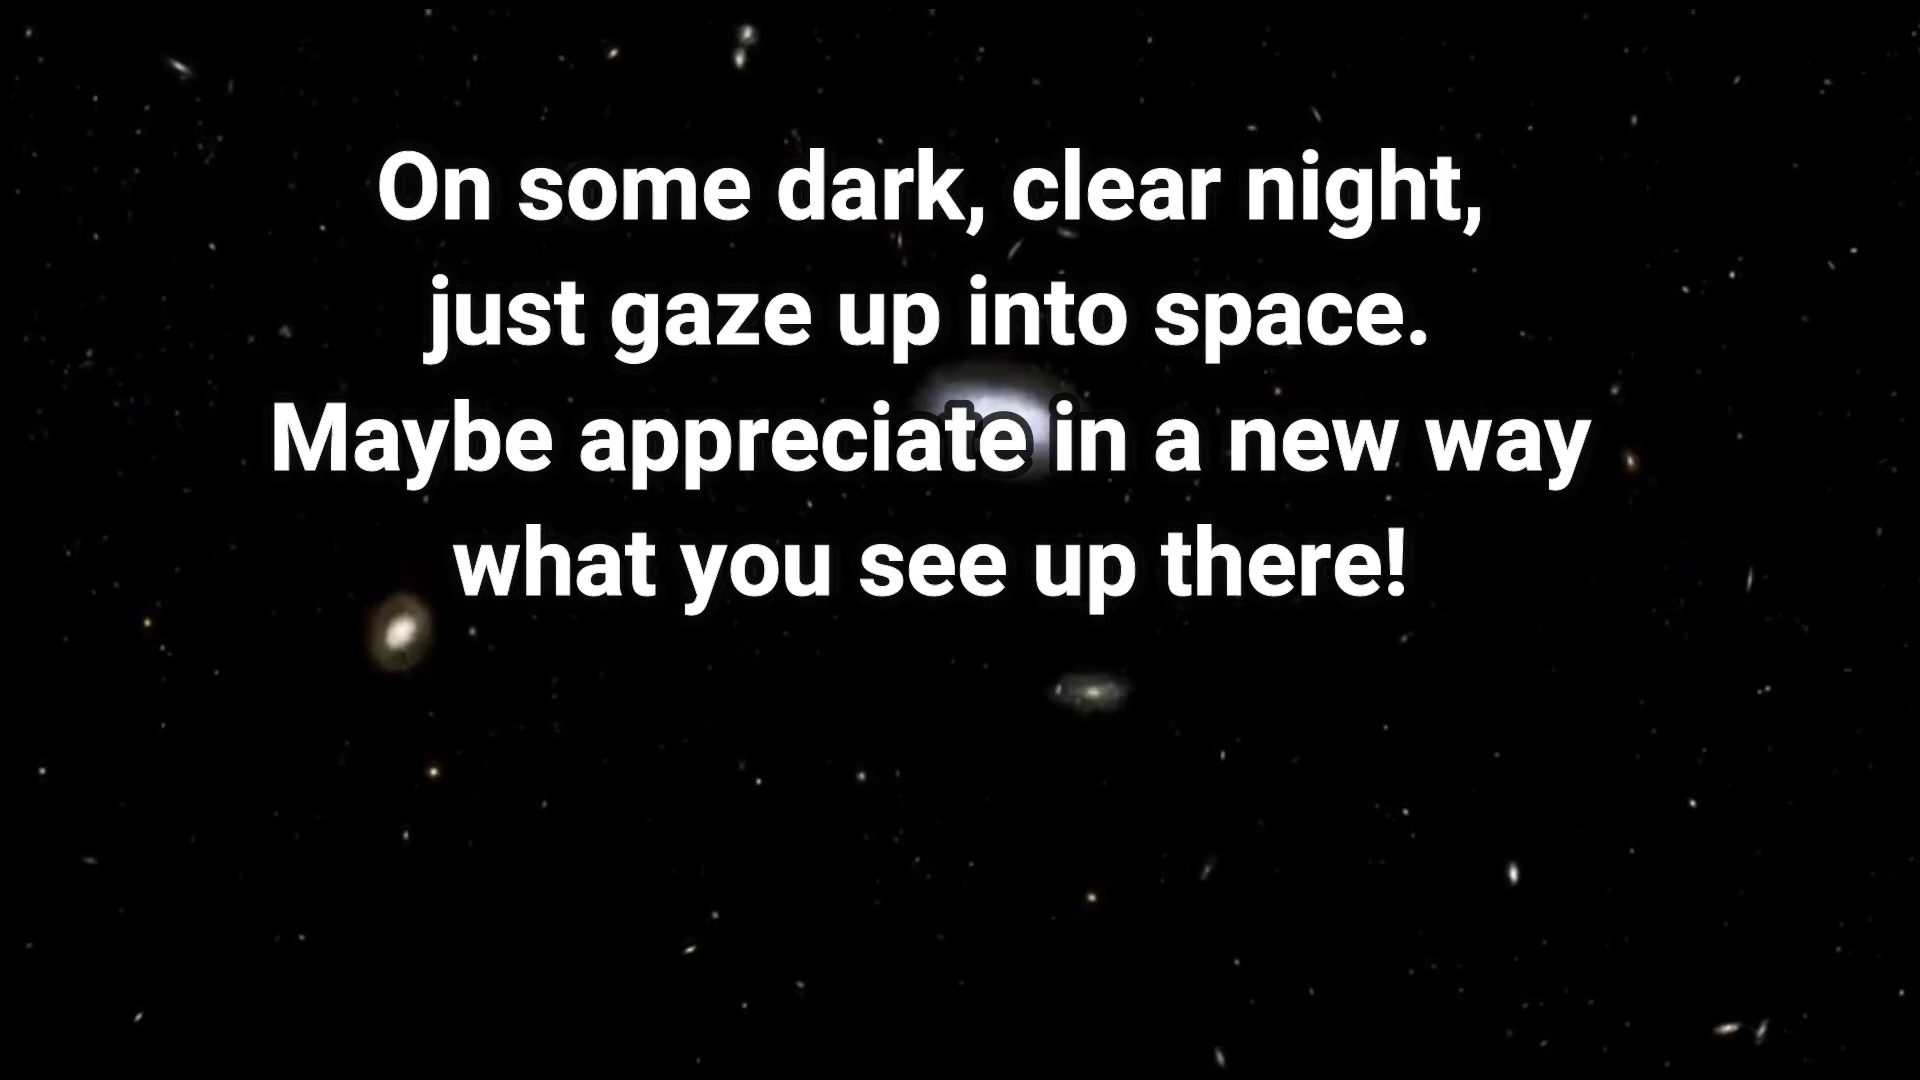 On some dark, clear night,
just gaze up into space.
Maybe appreciate in a new way
what you see up there!